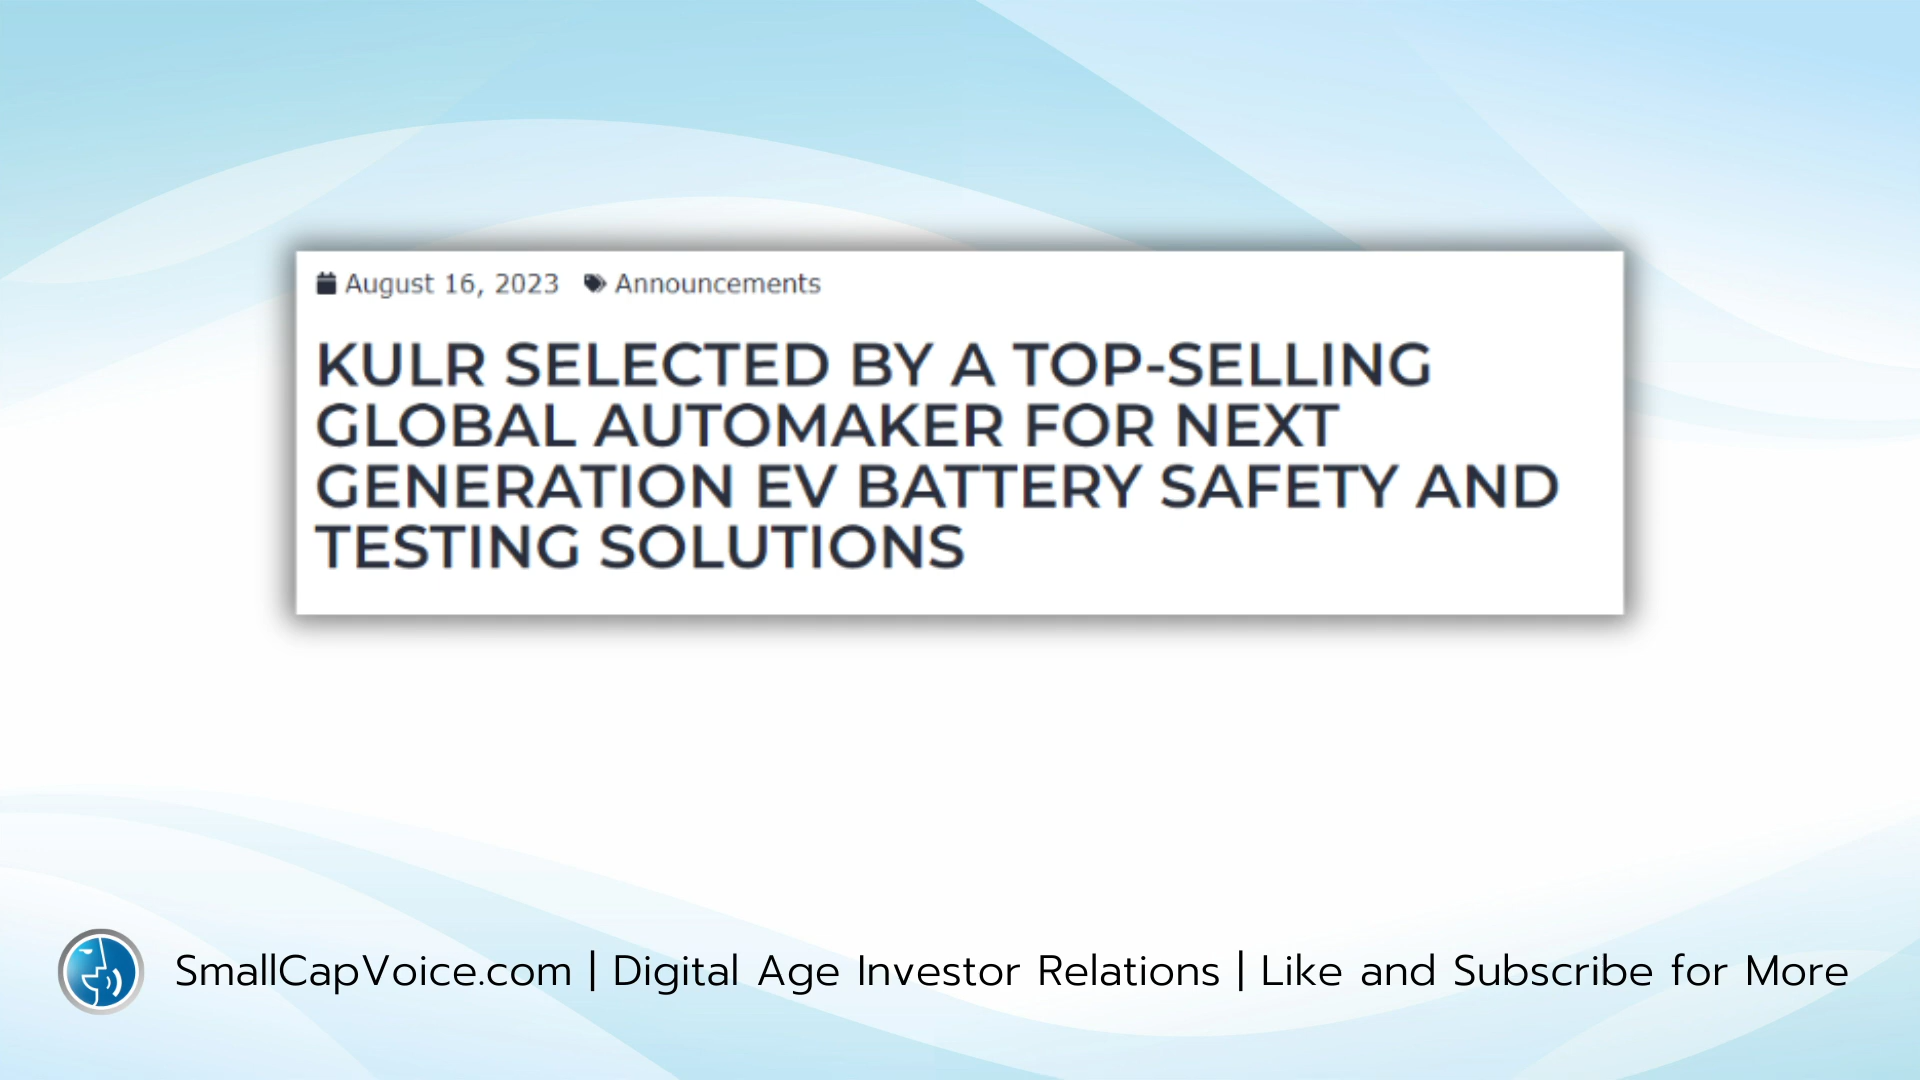 August 16, 2023 Announcements
KULR SELECTED BY A TOP-SELLING
GLOBAL AUTOMAKER FOR NEXT
GENERATION EV BATTERY SAFETY AND
TESTING SOLUTIONS
SmallCapVoice.com | Digital Age Investor Relations | Like and Subscribe for More